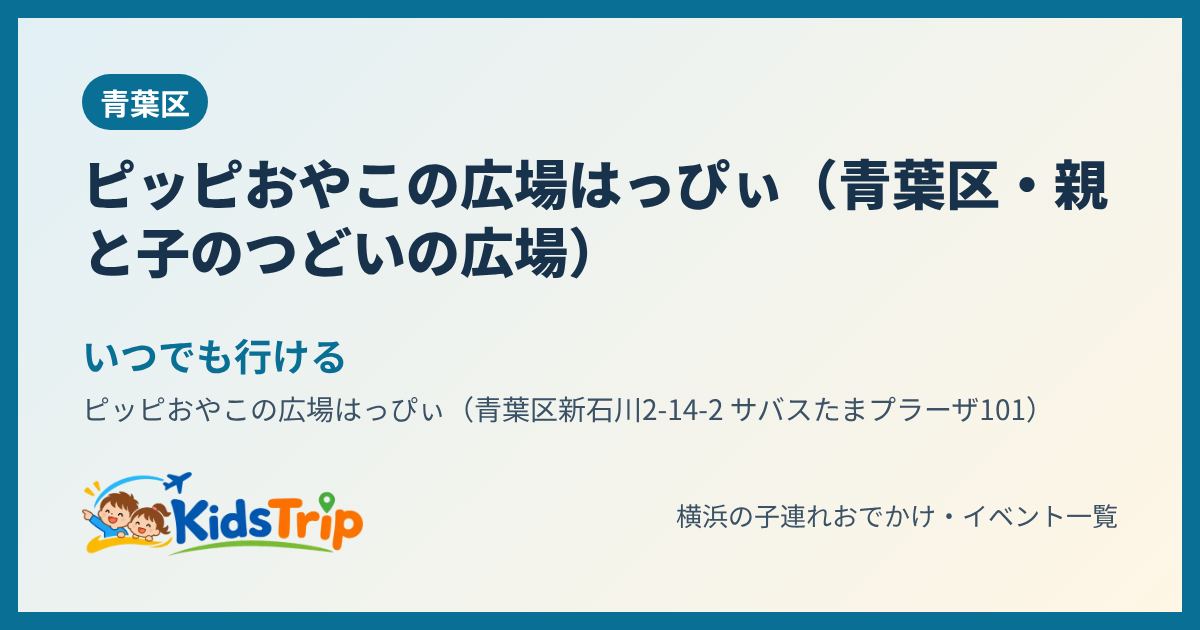 青葉区
ピッピおやこの広場はっぴぃ（青葉区・親
と子のつどいの広場）
いつでも行ける
ピッピおやこの広場はっぴぃ（青葉区新石川2-14-2 サバスたまプラーザ101）
KidsTrip
横浜の子連れおでかけ・イベント一覧